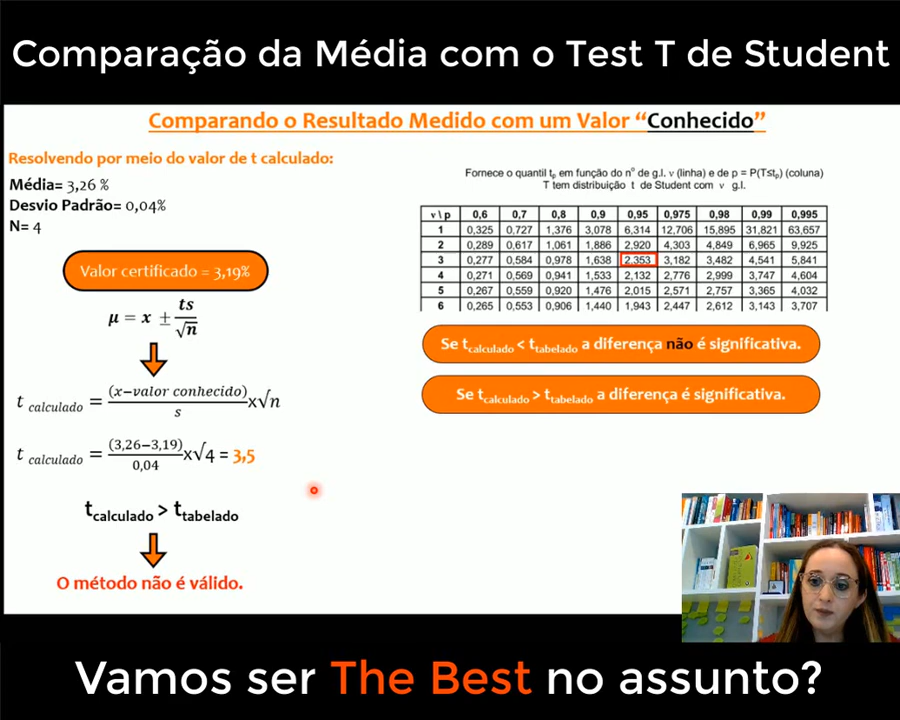 Comparação da Média com o Test T de Student
Comparando o Resultado Medido com um Valor “Conhecido”
Resolvendo por meio do valor de t calculado:
Média= 3,26 %
Desvio Padrão= 0,04%
N= 4
Valor certificado = 3,19%
μ = x ± ts/√n
t calculado = (x−valor conhecido)/s x√n
t calculado = (3,26−3,19)/0,04 x√4 = 3,5
tcalculado > ttabelado
O método não é válido.
Fornece o quantil tp em função do nº de g.l. ν (linha) e de p = P(T≤tp) (coluna)
T tem distribuição t de Student com ν g.l.
ν \ p 0,6 0,7 0,8 0,9 0,95 0,975 0,98 0,99 0,995
1 0,325 0,727 1,376 3,078 6,314 12,706 15,895 31,821 63,657
2 0,289 0,617 1,061 1,886 2,920 4,303 4,849 6,965 9,925
3 0,277 0,584 0,978 1,638 2,353 3,182 3,482 4,541 5,841
4 0,271 0,569 0,941 1,533 2,132 2,776 2,999 3,747 4,604
5 0,267 0,559 0,920 1,476 2,015 2,571 2,757 3,365 4,032
6 0,265 0,553 0,906 1,440 1,943 2,447 2,612 3,143 3,707
Se tcalculado < ttabelado a diferença não é significativa.
Se tcalculado > ttabelado a diferença é significativa.
Vamos ser The Best no assunto?